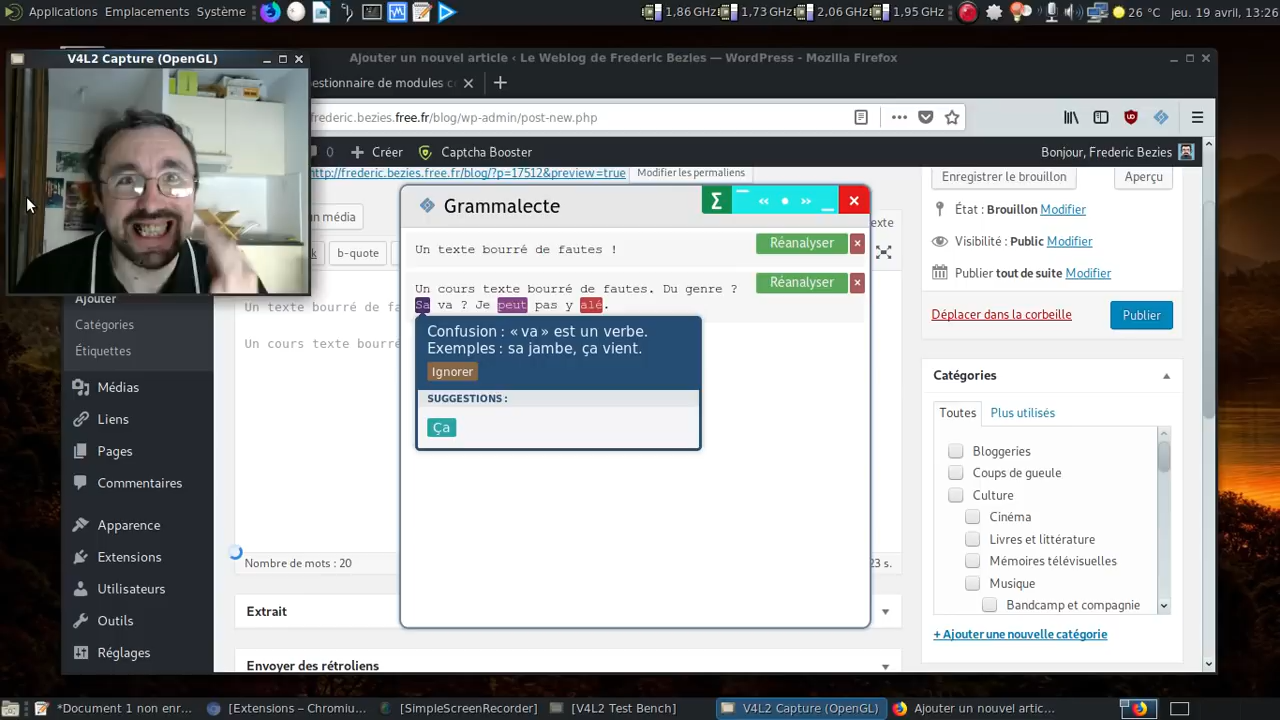 Applications Emplacements Système
1,86 GHz 1,73 GHz 2,06 GHz 1,95 GHz
26 °C jeu. 19 avril, 13:26
V4L2 Capture (OpenGL)
Ajouter un nouvel article ‹ Le Weblog de Frederic Bezies — WordPress - Mozilla Firefox
estionnaire de modules c
frederic.bezies.free.fr/blog/wp-admin/post-new.php
0 Créer Captcha Booster
Bonjour, Frederic Bezies
http://frederic.bezies.free.fr/blog/?p=17512&preview=true Modifier les permaliens
Enregistrer le brouillon Aperçu
un média
b-quote
Grammalecte
Σ « ● »
Un texte bourré de fautes !
Réanalyser
Un cours texte bourré de fautes. Du genre ?
Sa va ? Je peut pas y alé.
Réanalyser
Confusion : « va » est un verbe.
Exemples : sa jambe, ça vient.
Ignorer
SUGGESTIONS :
Ça
Un texte bourré de fa
Un cours texte bourré
Nombre de mots : 20
23 s.
Extrait
Envoyer des rétroliens
Ajouter
Catégories
Étiquettes
Médias
Liens
Pages
Commentaires
Apparence
Extensions
Utilisateurs
Outils
Réglages
État : Brouillon Modifier
Visibilité : Public Modifier
Publier tout de suite Modifier
Déplacer dans la corbeille
Publier
Catégories
Toutes Plus utilisés
Bloggeries
Coups de gueule
Culture
Cinéma
Livres et littérature
Mémoires télévisuelles
Musique
Bandcamp et compagnie
+ Ajouter une nouvelle catégorie
*Document 1 non enr...
[Extensions – Chromiu...
[SimpleScreenRecorder]
[V4L2 Test Bench]
V4L2 Capture (OpenGL)
Ajouter un nouvel artic...